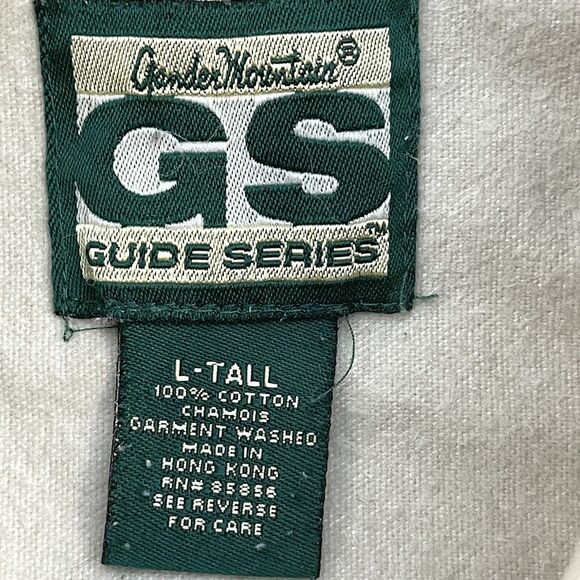 Gander Mountain®
GS
GUIDE SERIES™
L-TALL
100% COTTON
CHAMOIS
GARMENT WASHED
MADE IN
HONG KONG
RN# 85856
SEE REVERSE
FOR CARE